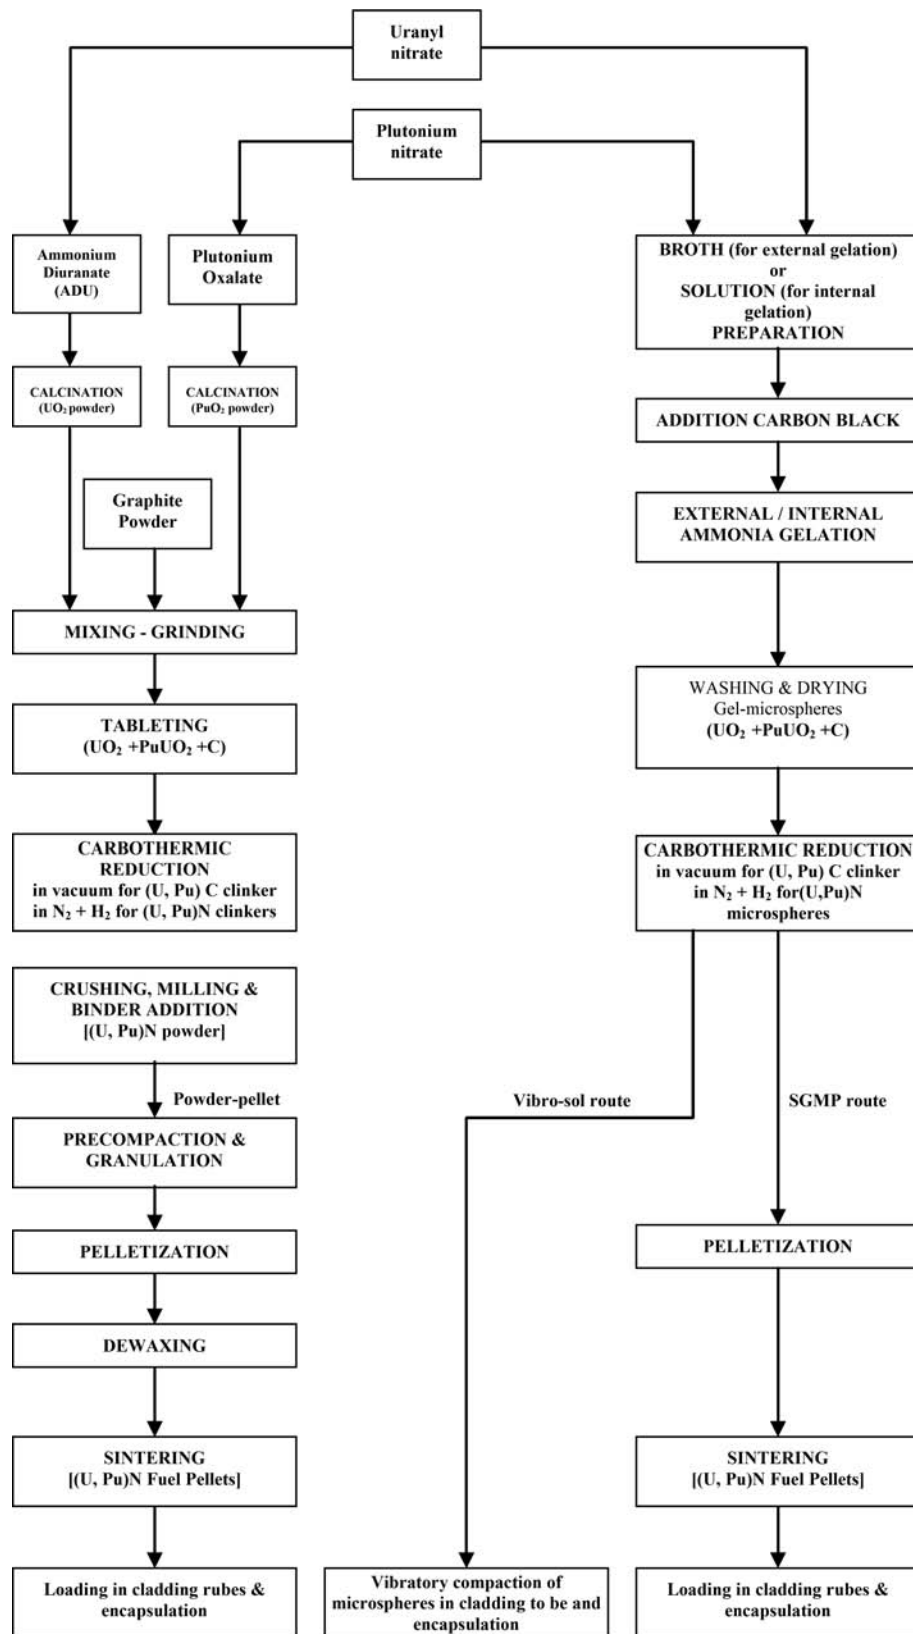 Uranyl
nitrate
Plutonium
nitrate
Ammonium
Diuranate
(ADU)
Plutonium
Oxalate
BROTH (for external gelation)
or
SOLUTION (for internal
gelation)
PREPARATION
CALCINATION
(UO₂ powder)
CALCINATION
(PuO₂ powder)
ADDITION CARBON BLACK
Graphite
Powder
EXTERNAL / INTERNAL
AMMONIA GELATION
MIXING - GRINDING
TABLETING
(UO₂ +PuUO₂ +C)
WASHING & DRYING
Gel-microspheres
(UO₂ +PuUO₂ +C)
CARBOTHERMIC
REDUCTION
in vacuum for (U, Pu) C clinker
in N₂ + H₂ for (U, Pu)N clinkers
CARBOTHERMIC REDUCTION
in vacuum for (U, Pu) C clinker
in N₂ + H₂ for(U,Pu)N
microspheres
CRUSHING, MILLING &
BINDER ADDITION
[(U, Pu)N powder]
Powder-pellet
Vibro-sol route
SGMP route
PRECOMPACTION &
GRANULATION
PELLETIZATION
PELLETIZATION
DEWAXING
SINTERING
[(U, Pu)N Fuel Pellets]
SINTERING
[(U, Pu)N Fuel Pellets]
Loading in cladding rubes &
encapsulation
Vibratory compaction of
microspheres in cladding to be and
encapsulation
Loading in cladding rubes &
encapsulation